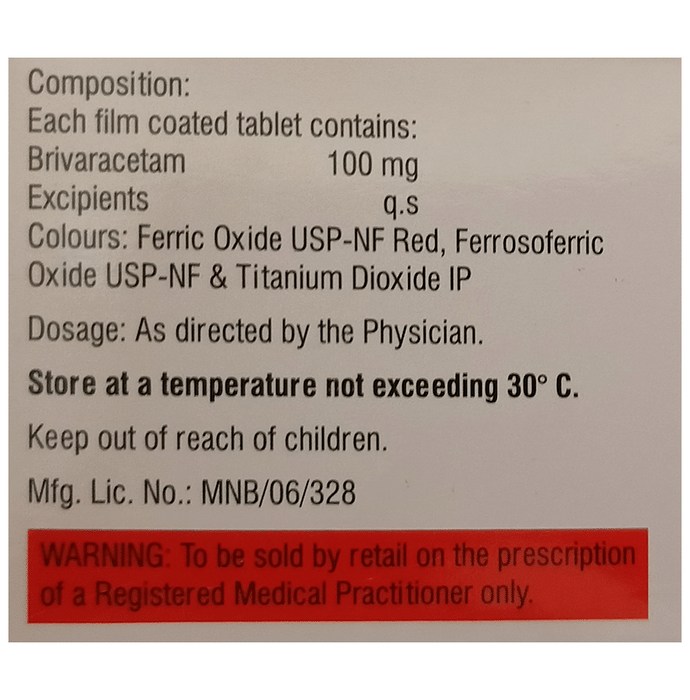 Composition:
Each film coated tablet contains:
Brivaracetam 100 mg
Excipients q.s
Colours: Ferric Oxide USP-NF Red, Ferrosoferric
Oxide USP-NF & Titanium Dioxide IP
Dosage: As directed by the Physician.
Store at a temperature not exceeding 30° C.
Keep out of reach of children.
Mfg. Lic. No.: MNB/06/328
WARNING: To be sold by retail on the prescription
of a Registered Medical Practitioner only.